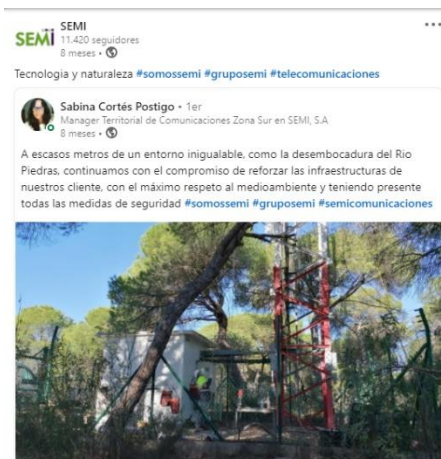 SEMI
SEMI
11.420 seguidores
8 meses •
Tecnologia y naturaleza #somossemi #gruposemi #telecomunicaciones
Sabina Cortés Postigo • 1er
Manager Territorial de Comunicaciones Zona Sur en SEMI, S.A
8 meses •
A escasos metros de un entorno inigualable, como la desembocadura del Rio
Piedras, continuamos con el compromiso de reforzar las infraestructuras de
nuestros cliente, con el máximo respeto al medioambiente y teniendo presente
todas las medidas de seguridad #somossemi #gruposemi #semicomunicaciones